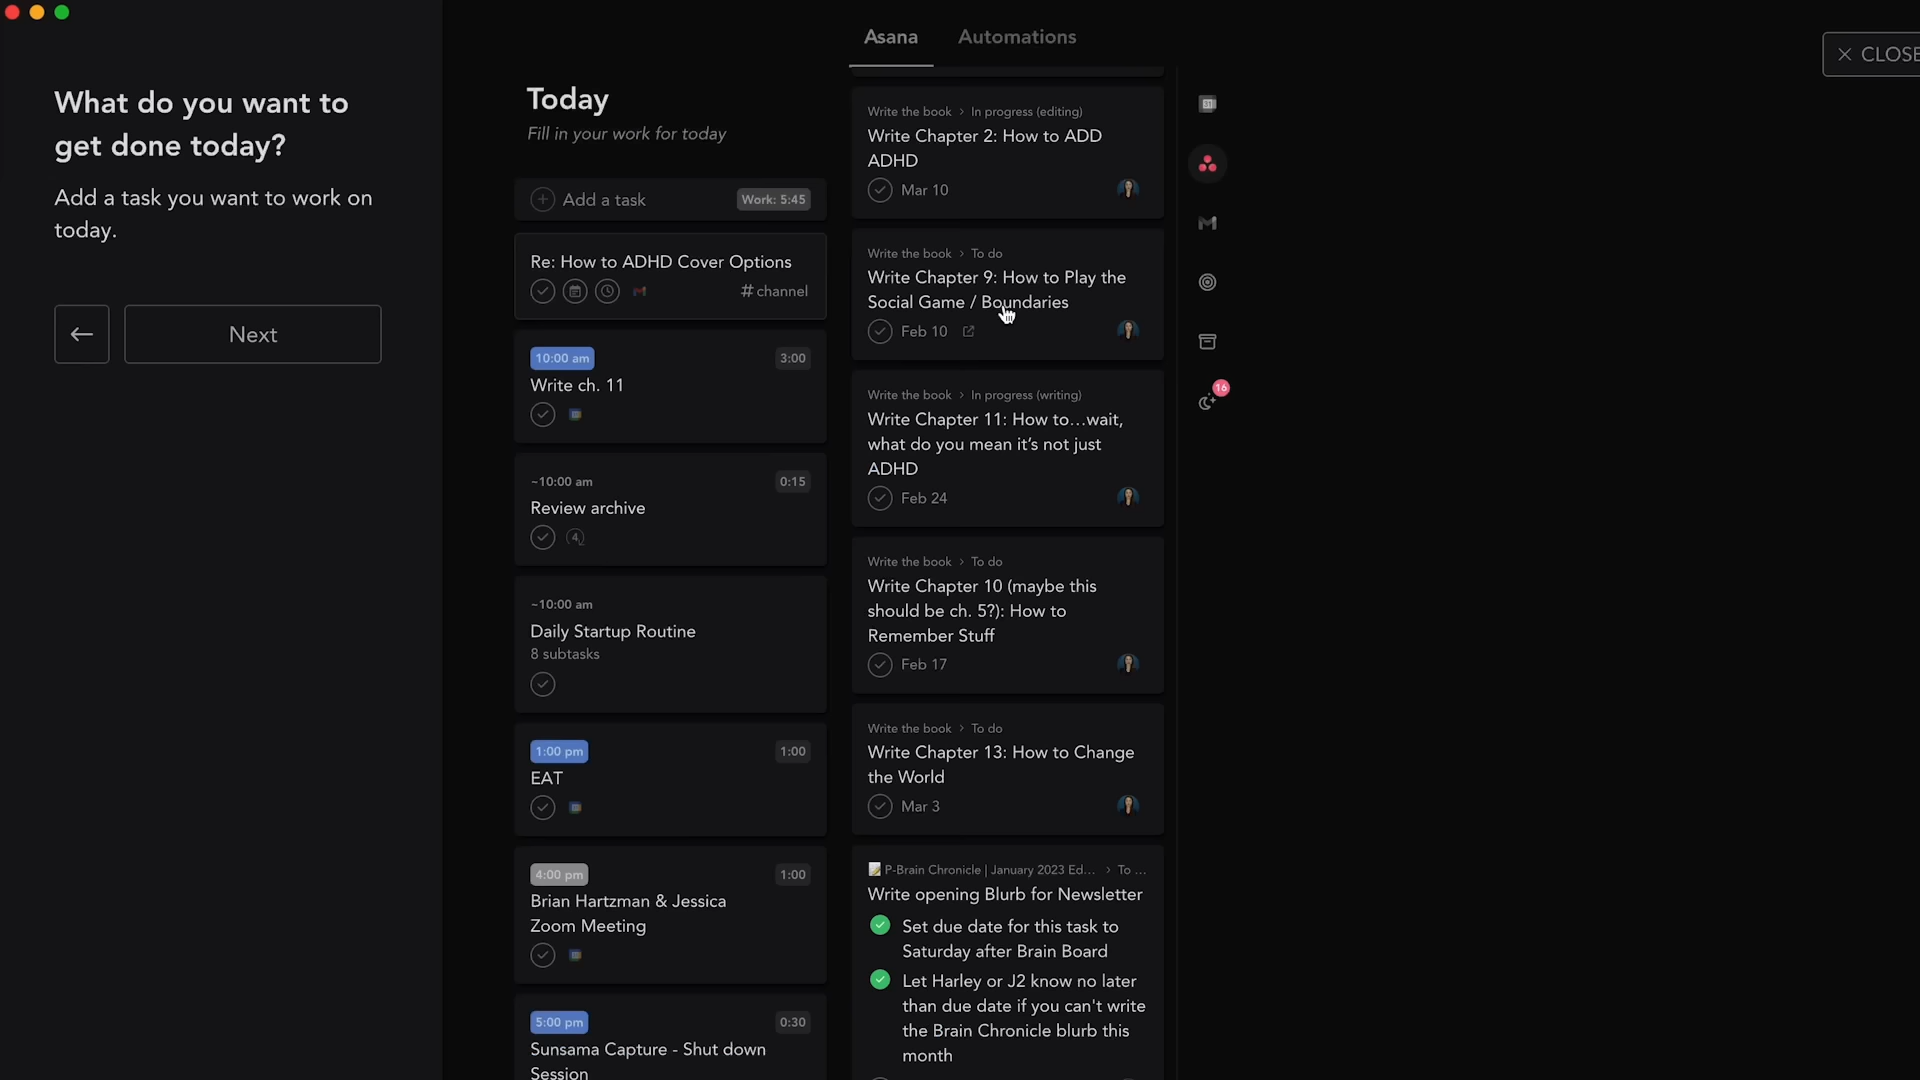 What do you want to
get done today?
Add a task you want to work on
today.
Next
Today
Fill in your work for today
Add a task
Work: 5:45
Re: How to ADHD Cover Options
# channel
10:00 am
3:00
Write ch. 11
~10:00 am
0:15
Review archive
4
~10:00 am
Daily Startup Routine
8 subtasks
1:00 pm
1:00
EAT
4:00 pm
1:00
Brian Hartzman & Jessica
Zoom Meeting
5:00 pm
0:30
Sunsama Capture - Shut down
Session
Asana
Automations
Write the book > In progress (editing)
Write Chapter 2: How to ADD
ADHD
Mar 10
Write the book > To do
Write Chapter 9: How to Play the
Social Game / Boundaries
Feb 10
Write the book > In progress (writing)
Write Chapter 11: How to…wait,
what do you mean it’s not just
ADHD
Feb 24
Write the book > To do
Write Chapter 10 (maybe this
should be ch. 5?): How to
Remember Stuff
Feb 17
Write the book > To do
Write Chapter 13: How to Change
the World
Mar 3
P-Brain Chronicle | January 2023 Ed... > To ...
Write opening Blurb for Newsletter
Set due date for this task to
Saturday after Brain Board
Let Harley or J2 know no later
than due date if you can't write
the Brain Chronicle blurb this
month
CLOSE
31
16